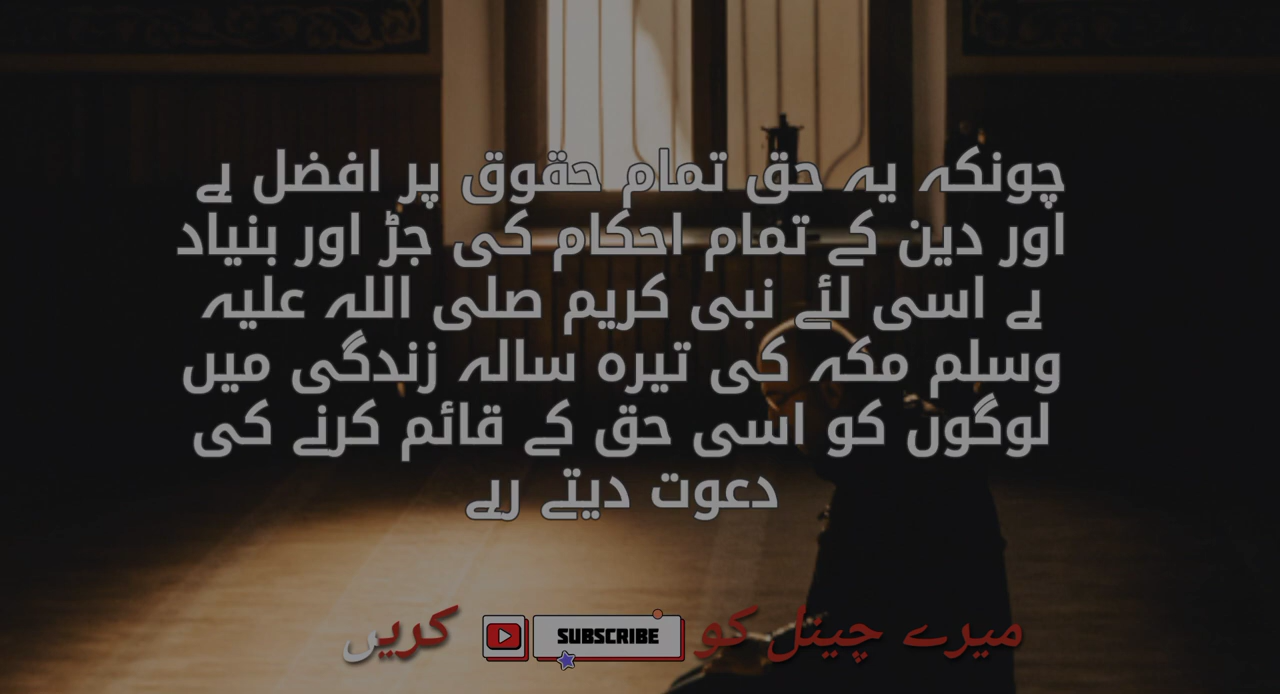 چونکہ یہ حق تمام حقوق پر افضل ہے
اور دین کے تمام احکام کی جڑ اور بنیاد
ہے اسی لئے نبی کریم صلی اللہ علیہ
وسلم مکہ کی تیرہ سالہ زندگی میں
لوگوں کو اسی حق کے قائم کرنے کی
دعوت دیتے رہے
میرے چینل کو SUBSCRIBE کریں